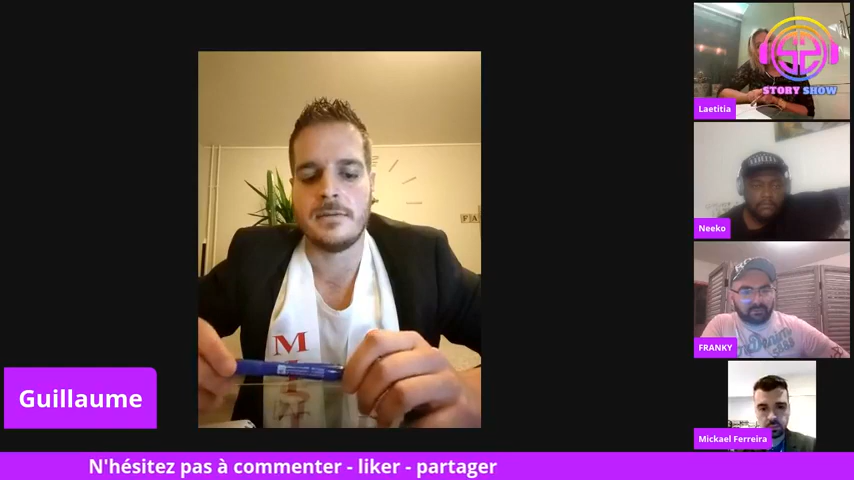 STORY SHOW
Laetitia
Neeko
FRANKY
Mickael Ferreira
Guillaume
M
N'hésitez pas à commenter - liker - partager